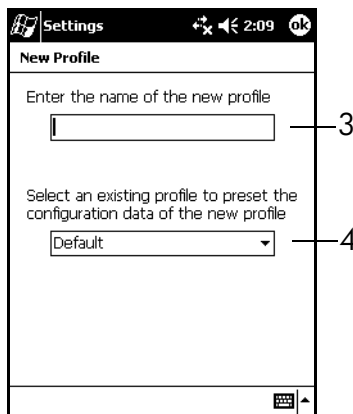 Settings 2:09 ok
New Profile
Enter the name of the new profile
3
Select an existing profile to preset the
configuration data of the new profile
Default
4